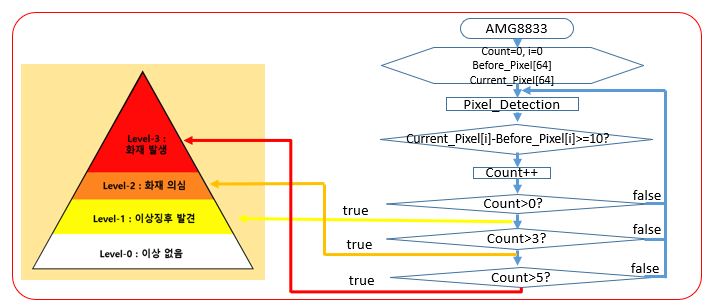 AMG8833
Count=0, i=0
Before_Pixel[64]
Current_Pixel[64]
Pixel_Detection
Current_Pixel[i]-Before_Pixel[i]>=10?
Count++
Count>0?
false
true
Count>3?
false
true
Count>5?
false
true
Level-3 :
화재 발생
Level-2 : 화재 의심
Level-1 : 이상징후 발견
Level-0 : 이상 없음